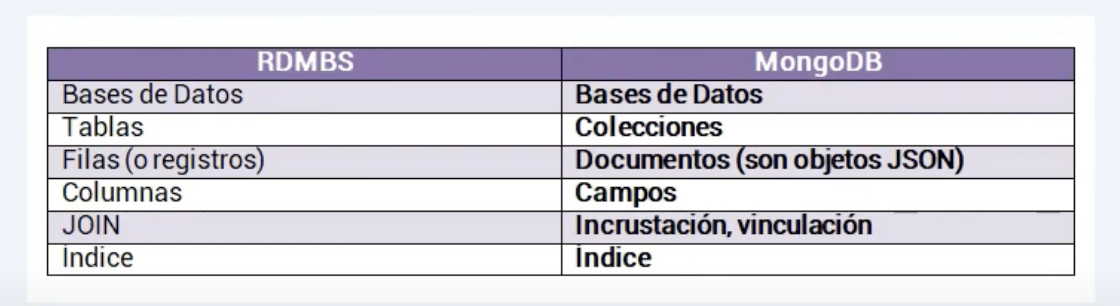 RDMBS MongoDB
Bases de Datos Bases de Datos
Tablas Colecciones
Filas (o registros) Documentos (son objetos JSON)
Columnas Campos
JOIN Incrustación, vinculación
Índice Índice